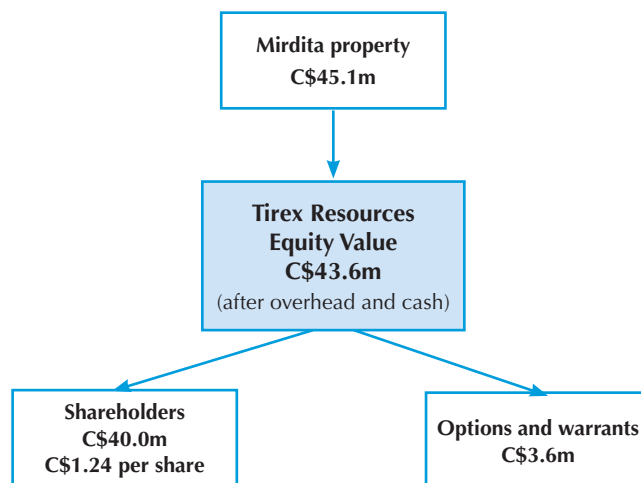 Mirdita property
C$45.1m
Tirex Resources
Equity Value
C$43.6m
(after overhead and cash)
Shareholders
C$40.0m
C$1.24 per share
Options and warrants
C$3.6m